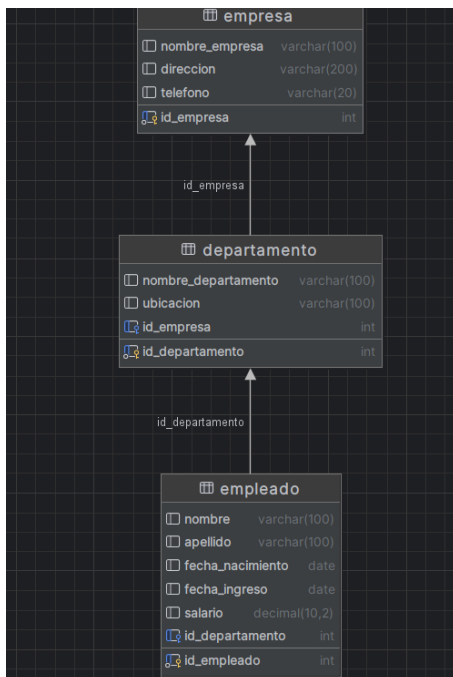 empresa
nombre_empresa varchar(100)
direccion varchar(200)
telefono varchar(20)
id_empresa int
id_empresa
departamento
nombre_departamento varchar(100)
ubicacion varchar(100)
id_empresa int
id_departamento int
id_departamento
empleado
nombre varchar(100)
apellido varchar(100)
fecha_nacimiento date
fecha_ingreso date
salario decimal(10,2)
id_departamento int
id_empleado int